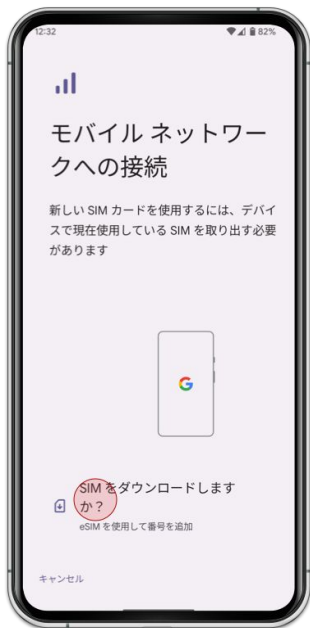 12:32
82%
モバイル ネットワー
クへの接続
新しい SIM カードを使用するには、デバイ
スで現在使用している SIM を取り出す必要
があります
G
SIM をダウンロードします
か？
eSIM を使用して番号を追加
キャンセル